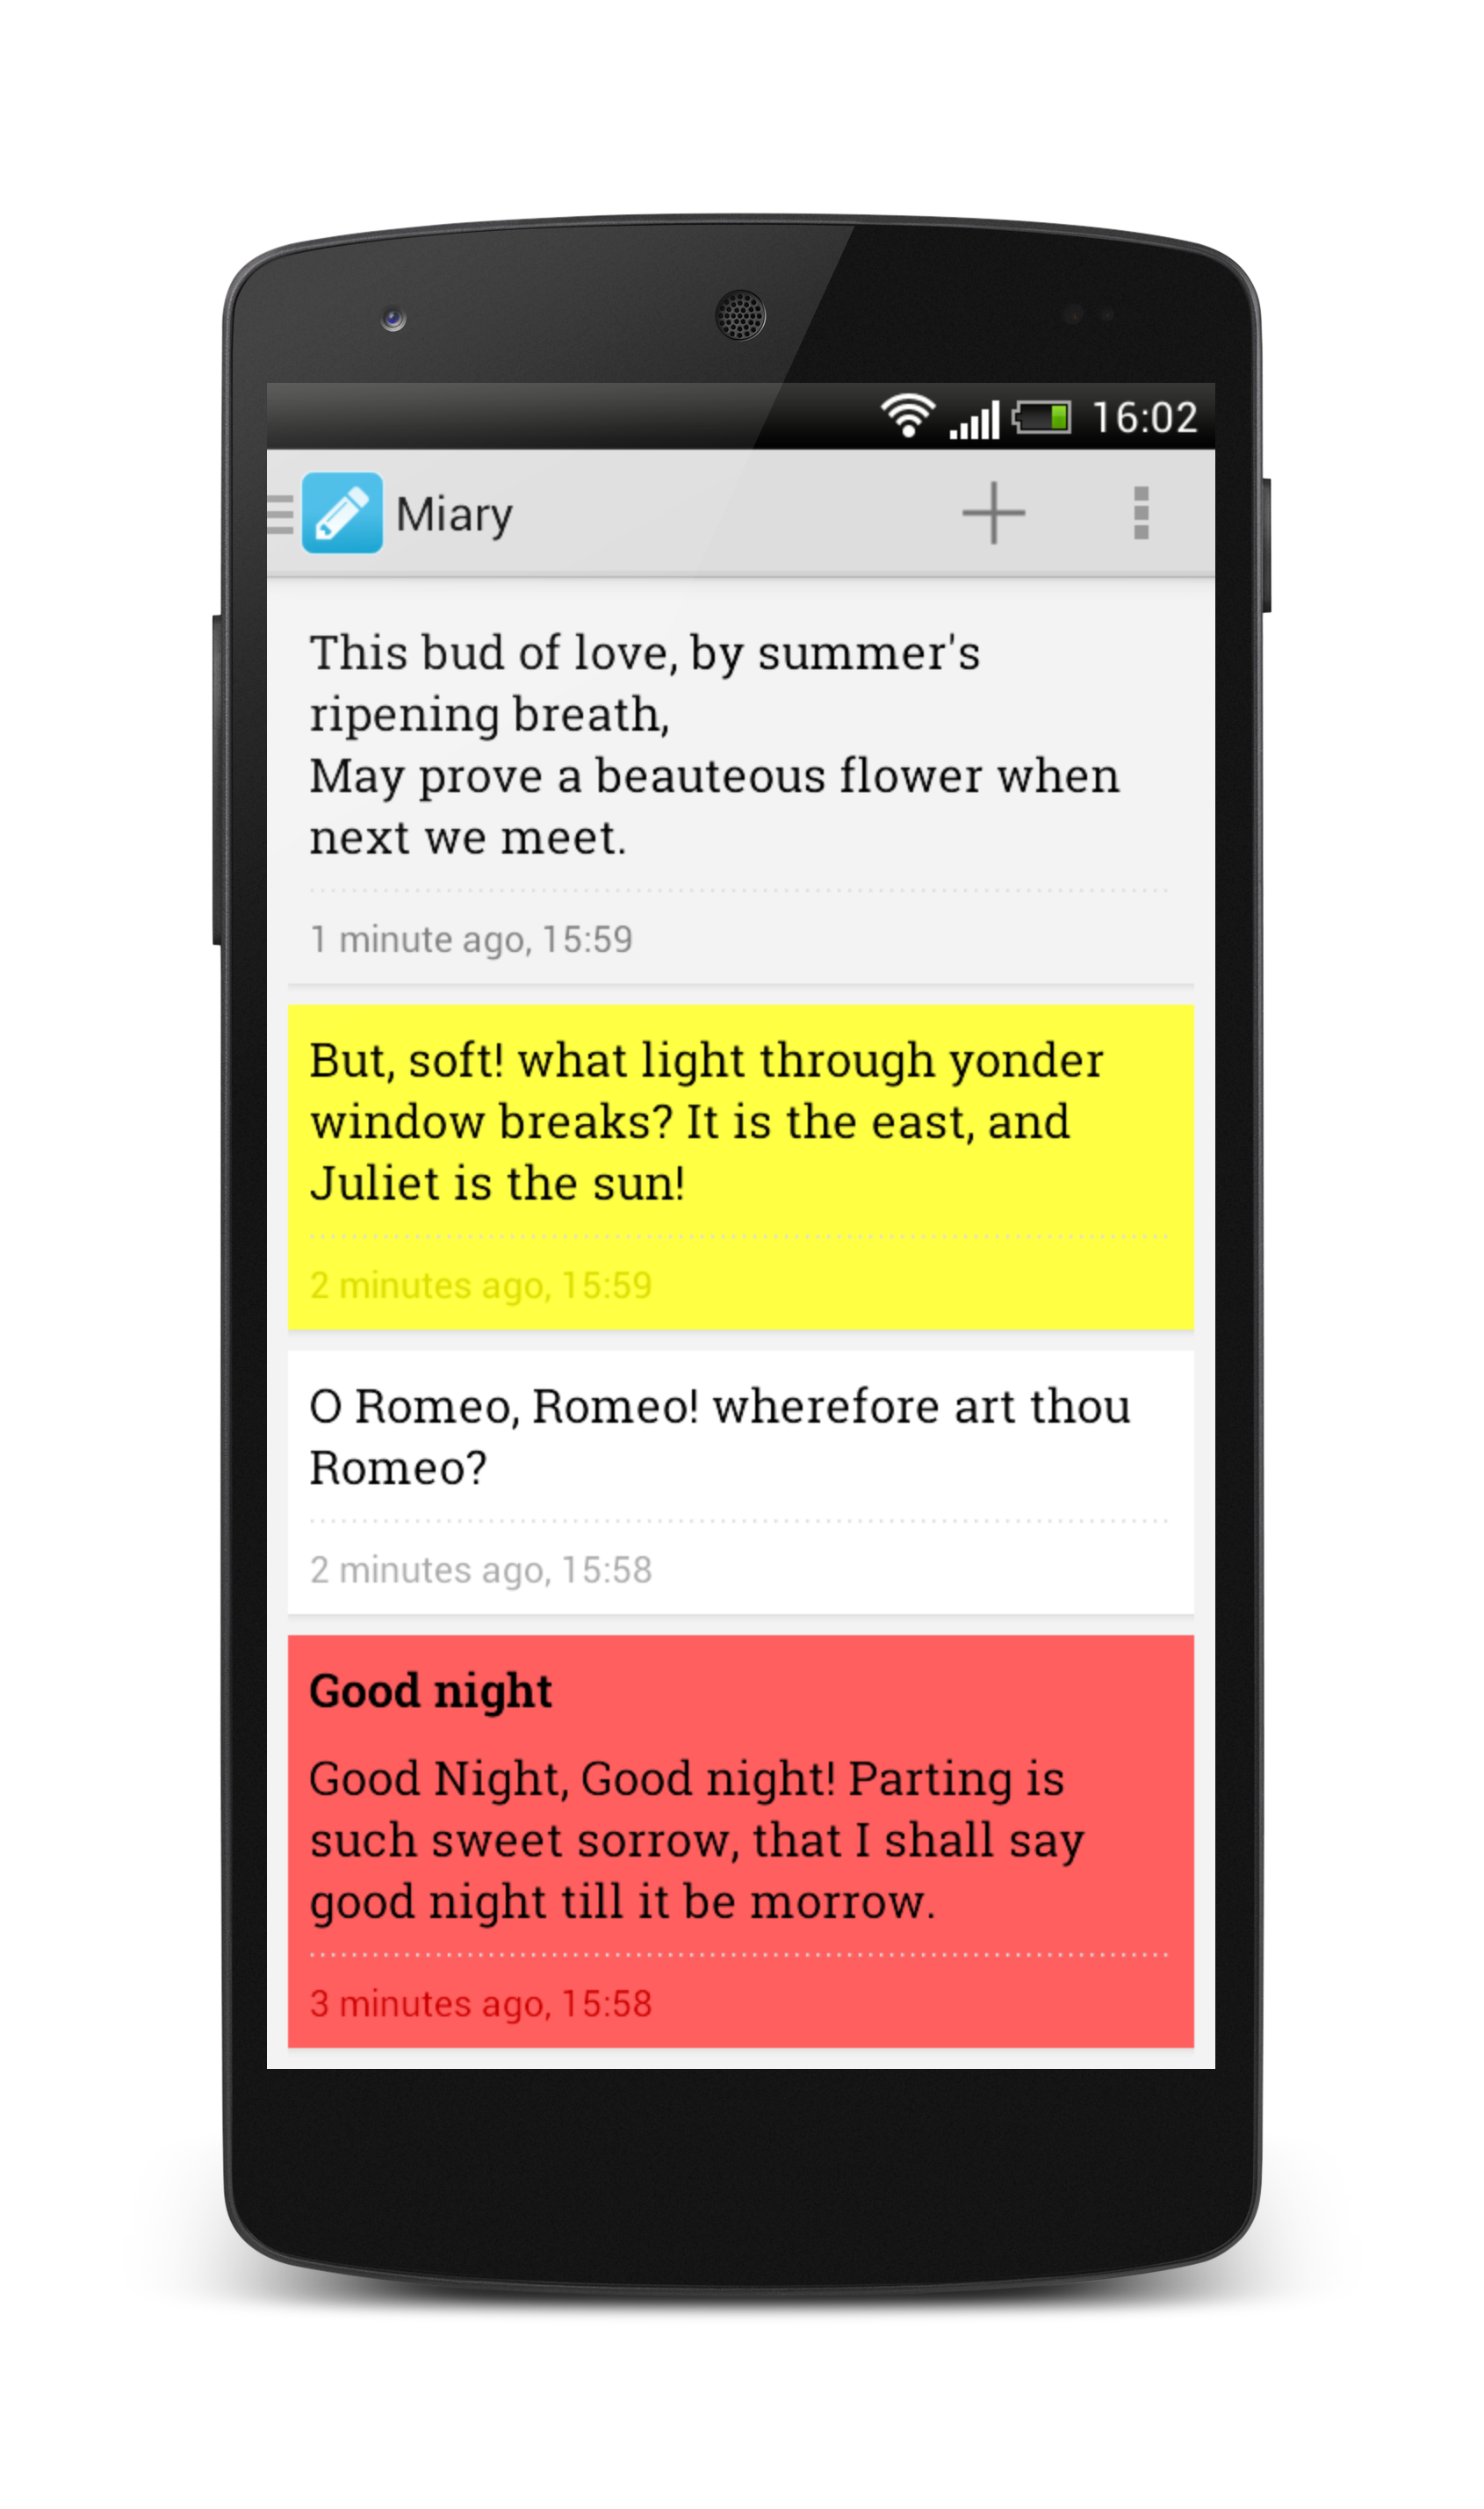 16:02
Miary
This bud of love, by summer's
ripening breath,
May prove a beauteous flower when
next we meet.
1 minute ago, 15:59
But, soft! what light through yonder
window breaks? It is the east, and
Juliet is the sun!
2 minutes ago, 15:59
O Romeo, Romeo! wherefore art thou
Romeo?
2 minutes ago, 15:58
Good night
Good Night, Good night! Parting is
such sweet sorrow, that I shall say
good night till it be morrow.
3 minutes ago, 15:58